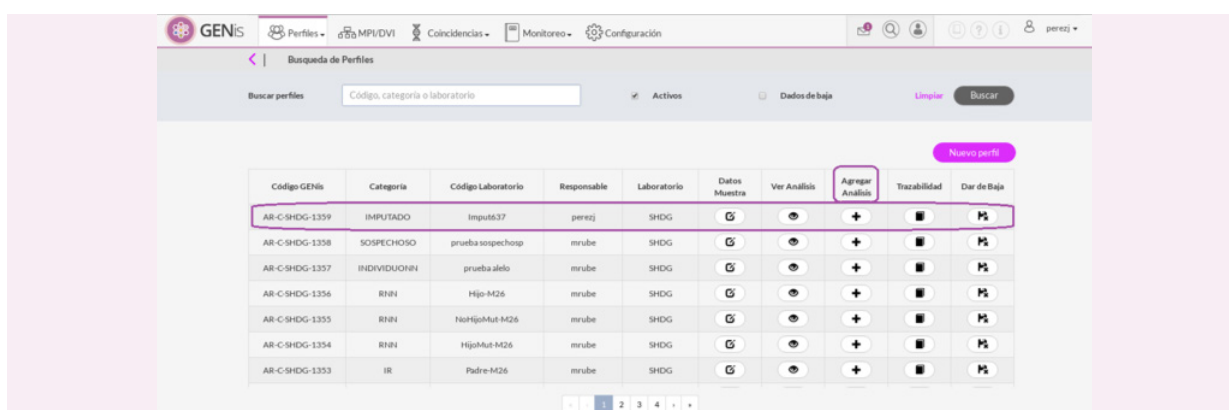 GENis Perfiles MPI/DVI Coincidencias Monitoreo Configuración perezj
Busqueda de Perfiles
Buscar perfiles Código, categoría o laboratorio Activos Dados de baja Limpiar Buscar
Nuevo perfil
Código GENis Categoría Código Laboratorio Responsable Laboratorio Datos Muestra Ver Análisis Agregar Análisis Trazabilidad Dar de Baja
AR-C-SHDG-1359 IMPUTADO Imput637 perezj SHDG
AR-C-SHDG-1358 SOSPECHOSO prueba sospechosp mrube SHDG
AR-C-SHDG-1357 INDIVIDUONN prueba alelo mrube SHDG
AR-C-SHDG-1356 RNN Hijo-M26 mrube SHDG
AR-C-SHDG-1355 RNN NoHijoMut-M26 mrube SHDG
AR-C-SHDG-1354 RNN HijoMut-M26 mrube SHDG
AR-C-SHDG-1353 IR Padre-M26 mrube SHDG
« ‹ 1 2 3 4 › »